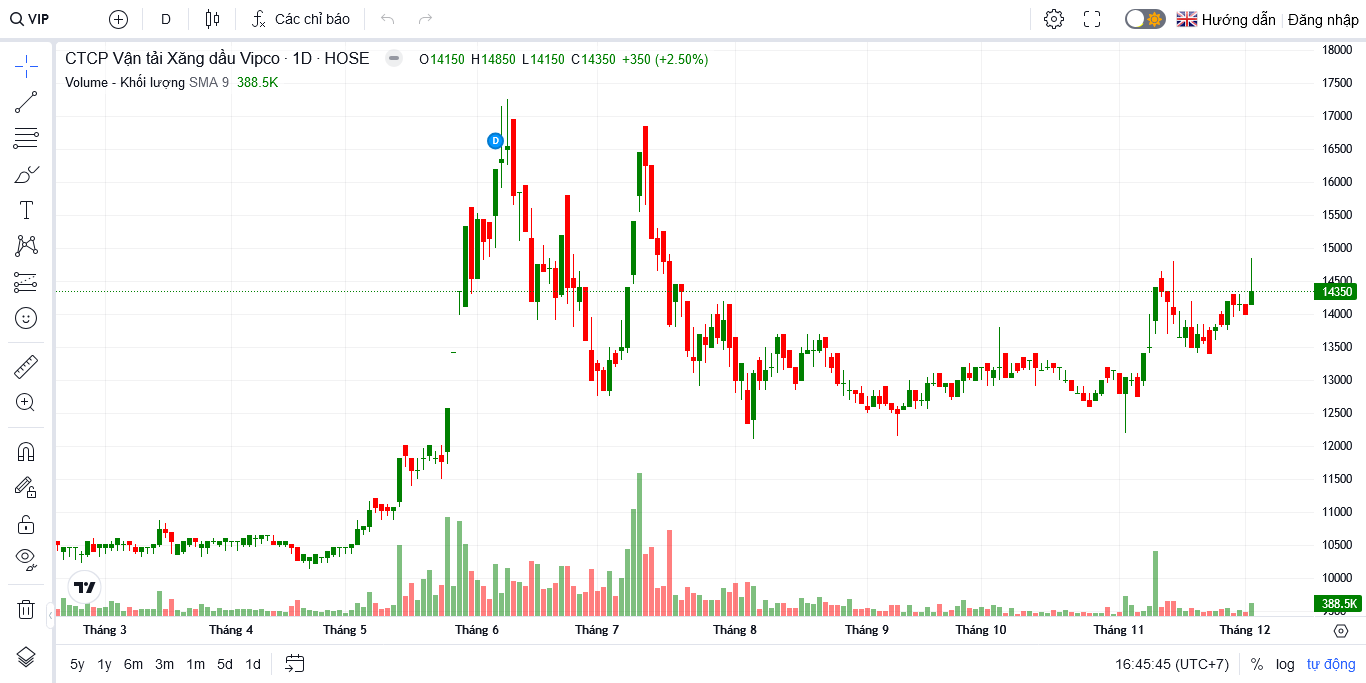 VIP D Các chỉ báo Hướng dẫn Đăng nhập
CTCP Vận tải Xăng dầu Vipco · 1D · HOSE O14150 H14850 L14150 C14350 +350 (+2.50%)
Volume - Khối lượng SMA 9 388.5K
18000
17500
17000
D
16500
16000
15500
15000
14500
14350
14000
13500
13000
12500
12000
11500
11000
10500
10000
388.5K
Tháng 3 Tháng 4 Tháng 5 Tháng 6 Tháng 7 Tháng 8 Tháng 9 Tháng 10 Tháng 11 Tháng 12
5y 1y 6m 3m 1m 5d 1d 16:45:45 (UTC+7) % log tự động